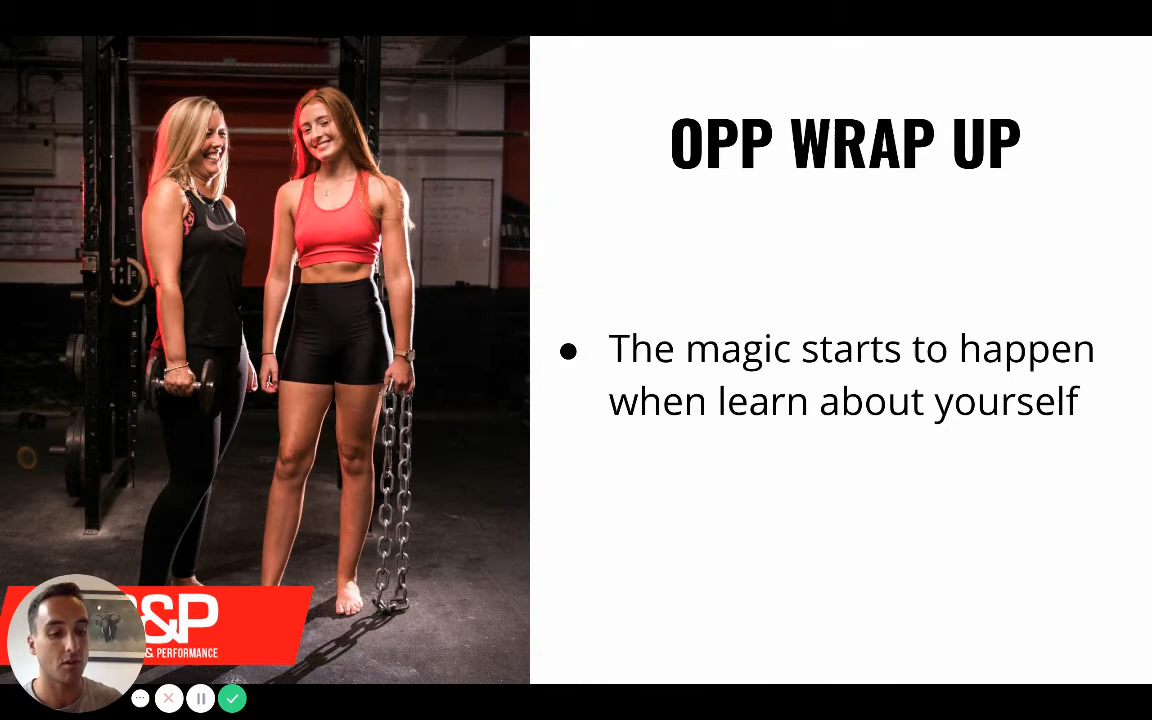 OPP WRAP UP
● The magic starts to happen
when learn about yourself
&P
& PERFORMANCE